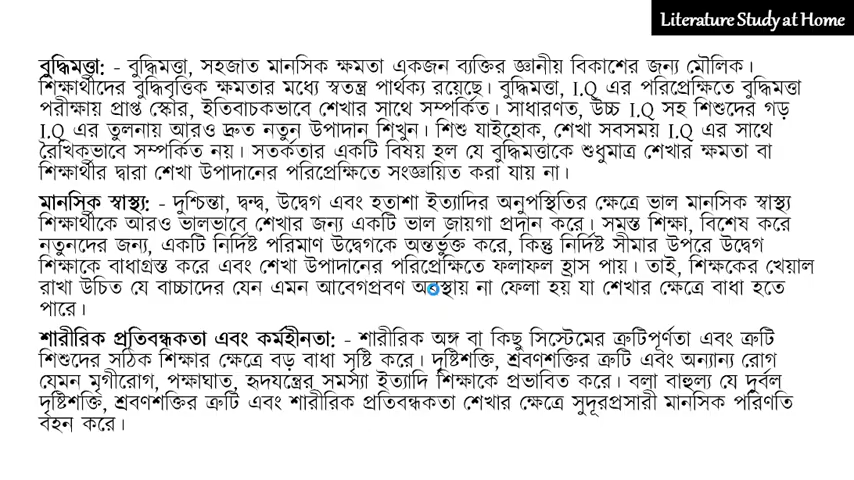 Literature Study at Home
বুদ্ধিমত্তা: - বুদ্ধিমত্তা, সহজাত মানসিক ক্ষমতা একজন ব্যক্তির জ্ঞানীয় বিকাশের জন্য মৌলিক।
শিক্ষার্থীদের বুদ্ধিবৃত্তিক ক্ষমতার মধ্যে স্বতন্ত্র পার্থক্য রয়েছে। বুদ্ধিমত্তা, I.Q এর পরিপ্রেক্ষিতে বুদ্ধিমত্তা
পরীক্ষায় প্রাপ্ত স্কোর, ইতিবাচকভাবে শেখার সাথে সম্পর্কিত। সাধারণত, উচ্চ I.Q সহ শিশুদের গড়
I.Q এর তুলনায় আরও দ্রুত নতুন উপাদান শিখুন। শিশু যাইহোক, শেখা সবসময় I.Q এর সাথে
রৈখিকভাবে সম্পর্কিত নয়। সতর্কতার একটি বিষয় হল যে বুদ্ধিমত্তাকে শুধুমাত্র শেখার ক্ষমতা বা
শিক্ষার্থীর দ্বারা শেখা উপাদানের পরিপ্রেক্ষিতে সংজ্ঞায়িত করা যায় না।
মানসিক স্বাস্থ্য: - দুশ্চিন্তা, দ্বন্দ্ব, উদ্বেগ এবং হতাশা ইত্যাদির অনুপস্থিতির ক্ষেত্রে ভাল মানসিক স্বাস্থ্য
শিক্ষার্থীকে আরও ভালভাবে শেখার জন্য একটি ভাল জায়গা প্রদান করে। সমস্ত শিক্ষা, বিশেষ করে
নতুনদের জন্য, একটি নির্দিষ্ট পরিমাণ উদ্বেগকে অন্তর্ভুক্ত করে, কিন্তু নির্দিষ্ট সীমার উপরে উদ্বেগ
শিক্ষাকে বাধাগ্রস্ত করে এবং শেখা উপাদানের পরিপ্রেক্ষিতে ফলাফল হ্রাস পায়। তাই, শিক্ষকের খেয়াল
রাখা উচিত যে বাচ্চাদের যেন এমন আবেগপ্রবণ অবস্থায় না ফেলা হয় যা শেখার ক্ষেত্রে বাধা হতে
পারে।
শারীরিক প্রতিবন্ধকতা এবং কর্মহীনতা: - শারীরিক অঙ্গ বা কিছু সিস্টেমের ত্রুটিপূর্ণতা এবং ত্রুটি
শিশুদের সঠিক শিক্ষার ক্ষেত্রে বড় বাধা সৃষ্টি করে। দৃষ্টিশক্তি, শ্রবণশক্তির ত্রুটি এবং অন্যান্য রোগ
যেমন মৃগীরোগ, পক্ষাঘাত, হৃদযন্ত্রের সমস্যা ইত্যাদি শিক্ষাকে প্রভাবিত করে। বলা বাহুল্য যে দুর্বল
দৃষ্টিশক্তি, শ্রবণশক্তির ত্রুটি এবং শারীরিক প্রতিবন্ধকতা শেখার ক্ষেত্রে সুদূরপ্রসারী মানসিক পরিণতি
বহন করে।